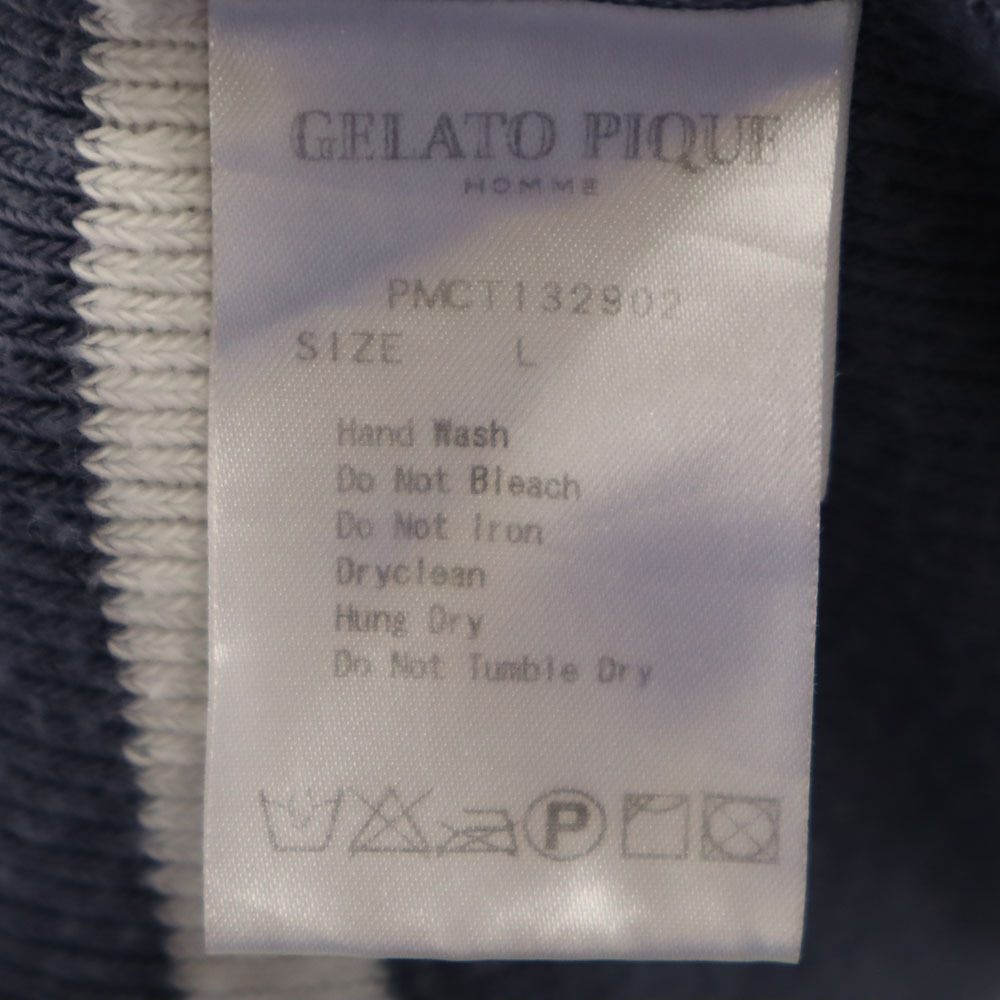 GELATO PIQUE
HOMME
PMCT132902
SIZE L
Hand Wash
Do Not Bleach
Do Not Iron
Dryclean
Hung Dry
Do Not Tumble Dry
P